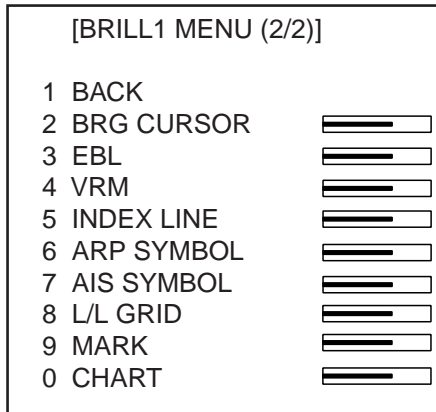 [BRILL1 MENU (2/2)]
1 BACK
2 BRG CURSOR
3 EBL
4 VRM
5 INDEX LINE
6 ARP SYMBOL
7 AIS SYMBOL
8 L/L GRID
9 MARK
0 CHART